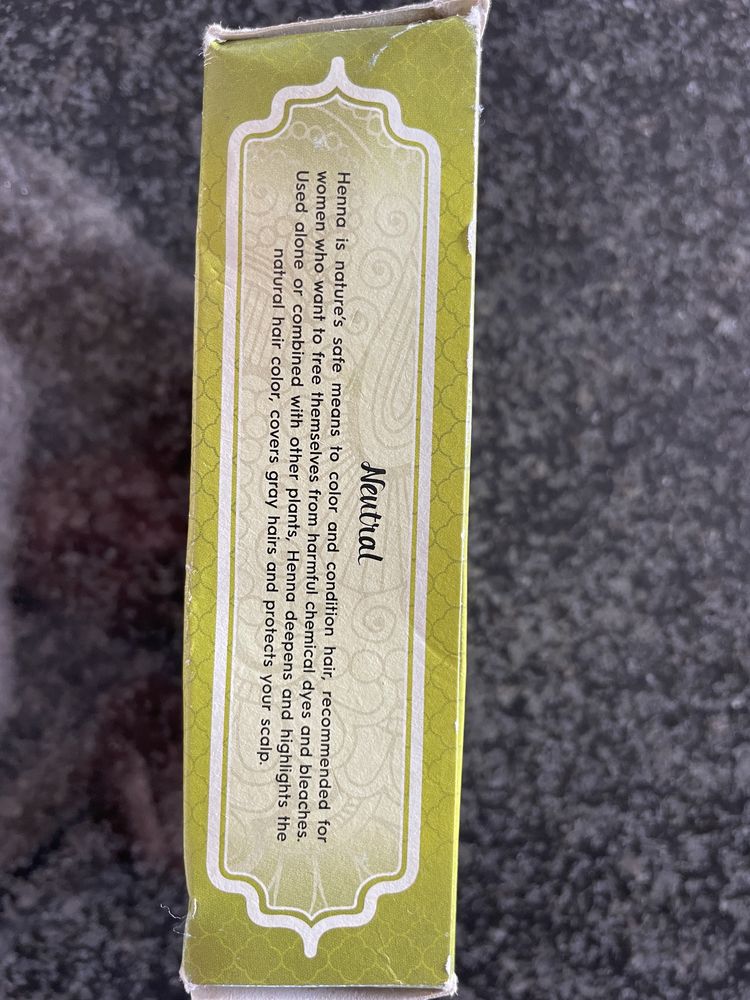 Neutral
Henna is nature's safe means to color and condition hair, recommended for
women who want to free themselves from harmful chemical dyes and bleaches.
Used alone or combined with other plants, Henna deepens and highlights the
natural hair color, covers gray hairs and protects your scalp.